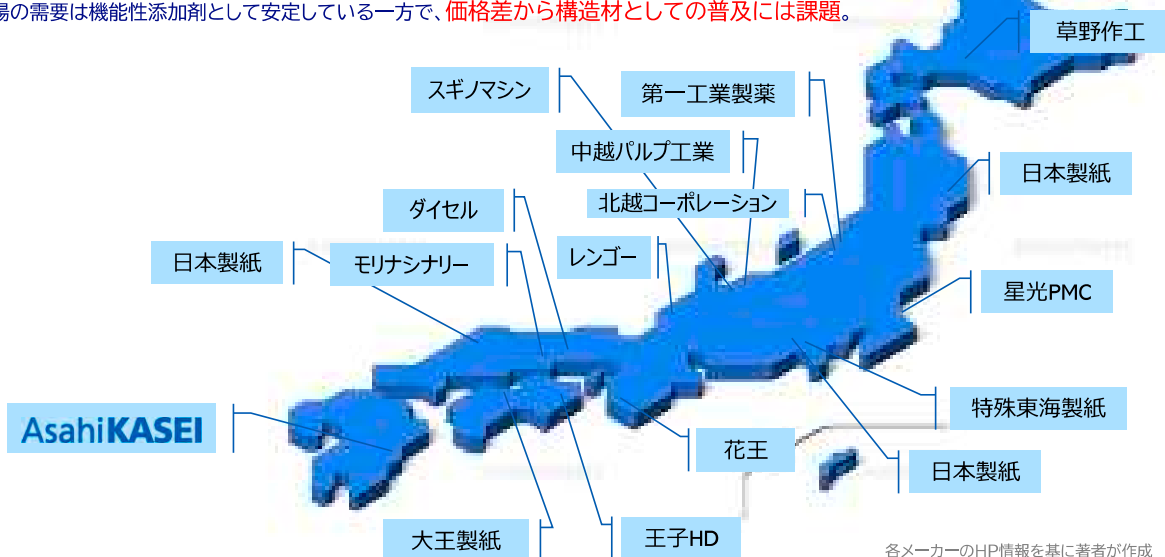 場の需要は機能性添加剤として安定している一方で、価格差から構造材としての普及には課題。
草野作工
スギノマシン
第一工業製薬
中越パルプ工業
日本製紙
ダイセル
北越コーポレーション
日本製紙
モリナシナリー
レンゴー
星光PMC
特殊東海製紙
AsahiKASEI
花王
日本製紙
大王製紙
王子HD
各メーカーのHP情報を基に著者が作成